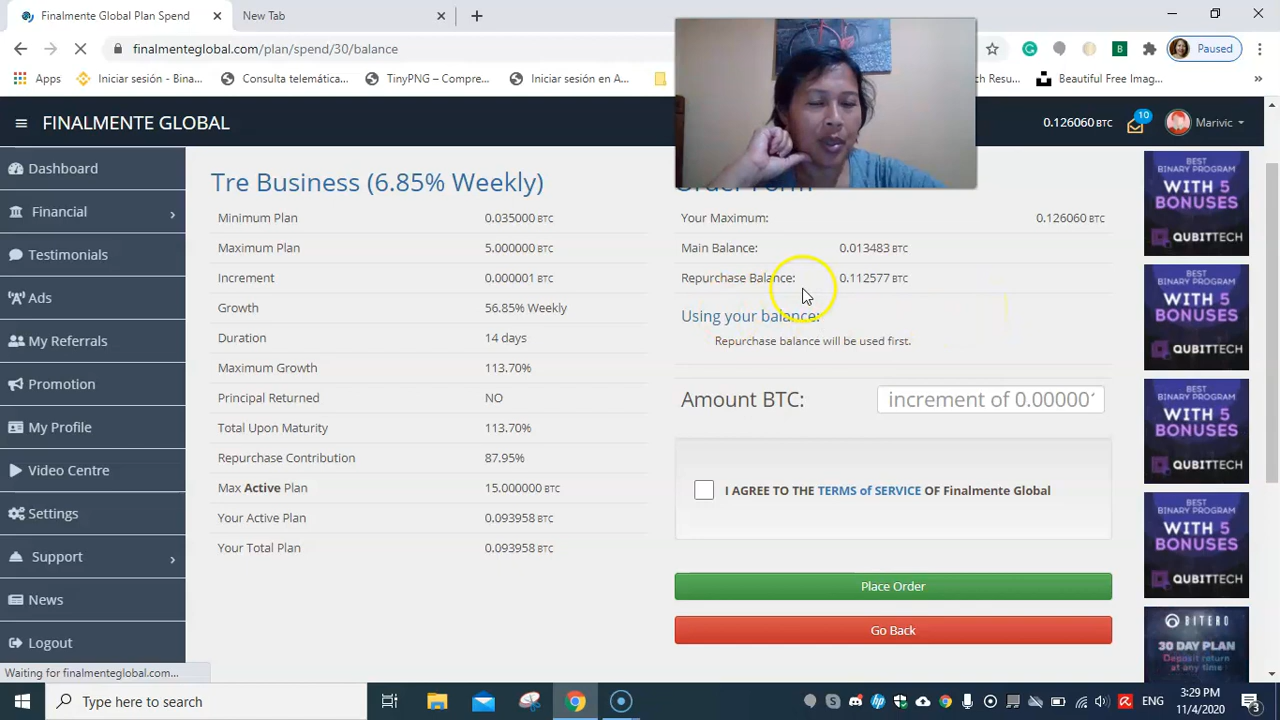 Finalmente Global Plan Spend
New Tab
finalmenteglobal.com/plan/spend/30/balance
Paused
Apps
Iniciar sesión - Bina...
Consulta telemática...
TinyPNG – Compre...
Iniciar sesión en A...
ch Resu...
Beautiful Free Imag...
FINALMENTE GLOBAL
0.126060 BTC
10
Marivic
Dashboard
Financial
Testimonials
Ads
My Referrals
Promotion
My Profile
Video Centre
Settings
Support
News
Logout
Tre Business (6.85% Weekly)
Minimum Plan 0.035000 BTC
Maximum Plan 5.000000 BTC
Increment 0.000001 BTC
Growth 56.85% Weekly
Duration 14 days
Maximum Growth 113.70%
Principal Returned NO
Total Upon Maturity 113.70%
Repurchase Contribution 87.95%
Max Active Plan 15.000000 BTC
Your Active Plan 0.093958 BTC
Your Total Plan 0.093958 BTC
Order Form
Your Maximum: 0.126060 BTC
Main Balance: 0.013483 BTC
Repurchase Balance: 0.112577 BTC
Using your balance:
Repurchase balance will be used first.
Amount BTC: increment of 0.00000
I AGREE TO THE TERMS of SERVICE OF Finalmente Global
Place Order
Go Back
BEST
BINARY PROGRAM
WITH 5
BONUSES
QUBITTECH
BEST
BINARY PROGRAM
WITH 5
BONUSES
QUBITTECH
BEST
BINARY PROGRAM
WITH 5
BONUSES
QUBITTECH
BEST
BINARY PROGRAM
WITH 5
BONUSES
QUBITTECH
BITERO
30 DAY PLAN
Deposit return
at any time
Waiting for finalmenteglobal.com...
Type here to search
ENG
3:29 PM
11/4/2020
3